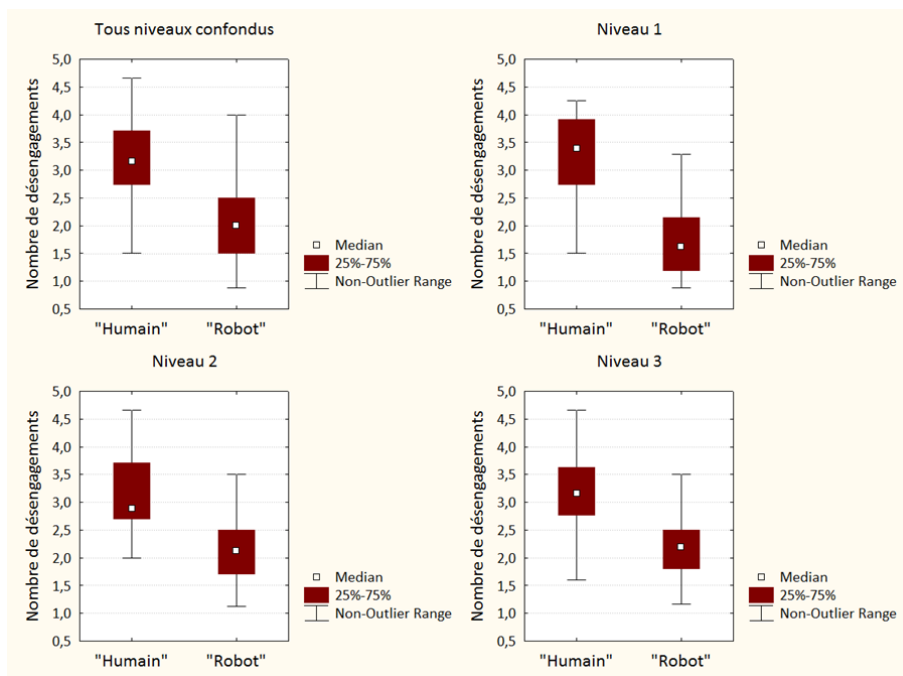 Tous niveaux confondus
Nombre de désengagements
5,0
4,5
4,0
3,5
3,0
2,5
2,0
1,5
1,0
0,5
"Humain" "Robot"
Median
25%-75%
Non-Outlier Range
Niveau 1
Nombre de désengagements
5,0
4,5
4,0
3,5
3,0
2,5
2,0
1,5
1,0
0,5
"Humain" "Robot"
Median
25%-75%
Non-Outlier Range
Niveau 2
Nombre de désengagements
5,0
4,5
4,0
3,5
3,0
2,5
2,0
1,5
1,0
0,5
"Humain" "Robot"
Median
25%-75%
Non-Outlier Range
Niveau 3
Nombre de désengagements
5,0
4,5
4,0
3,5
3,0
2,5
2,0
1,5
1,0
0,5
"Humain" "Robot"
Median
25%-75%
Non-Outlier Range